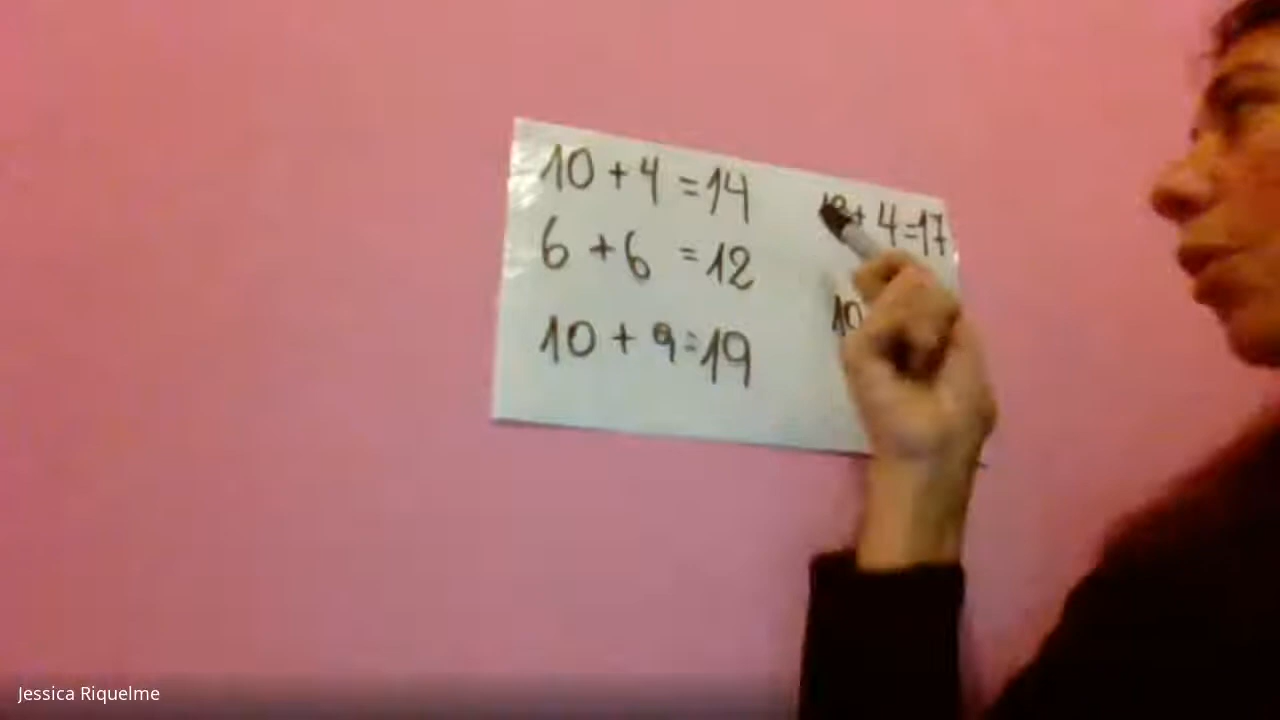 10 + 4 = 14
6 + 6 = 12
10 + 9 = 19
+ 4 = 17
10
Jessica Riquelme